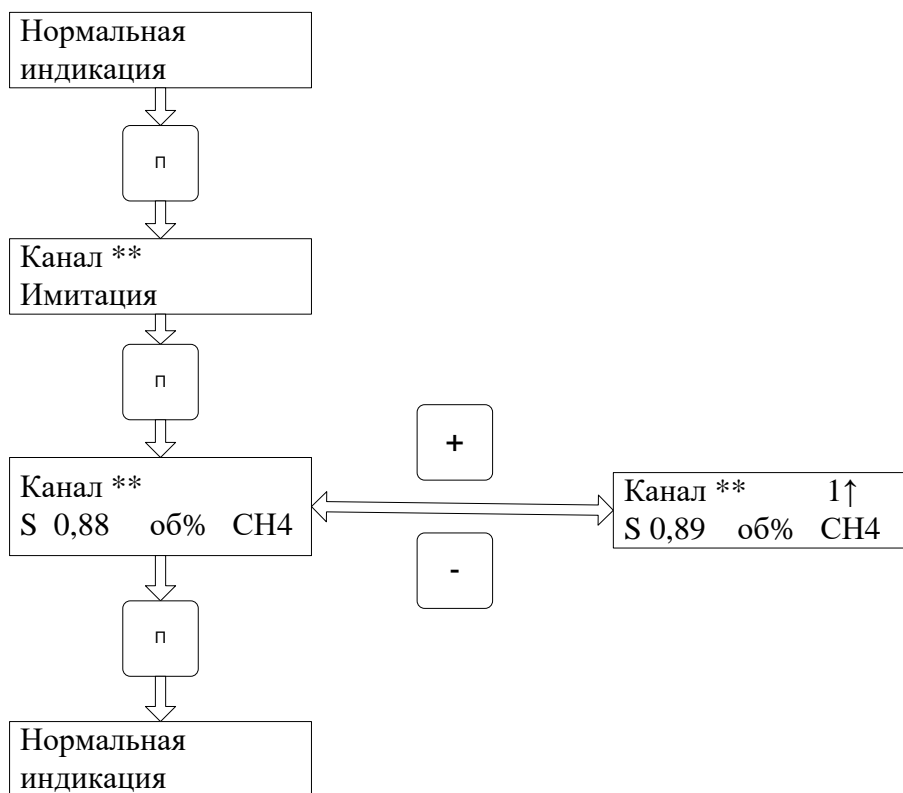 Нормальная
индикация
П
Канал **
Имитация
П
+
Канал **
S 0,88 об% CH4
Канал ** 1↑
S 0,89 об% CH4
-
П
Нормальная
индикация